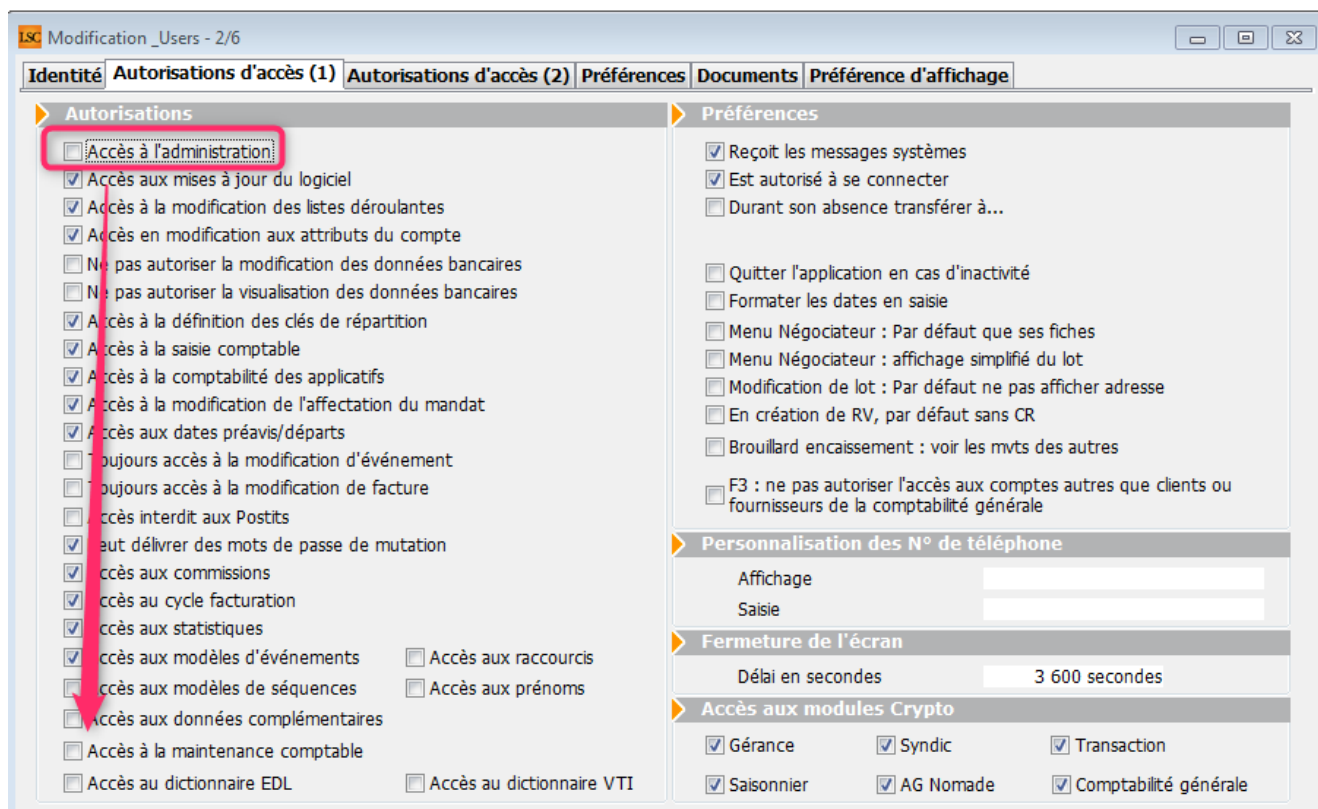 LSC Modification _Users - 2/6
Identité Autorisations d'accès (1) Autorisations d'accès (2) Préférences Documents Préférence d'affichage
Autorisations
Accès à l'administration
Accès aux mises à jour du logiciel
Accès à la modification des listes déroulantes
Accès en modification aux attributs du compte
Ne pas autoriser la modification des données bancaires
Ne pas autoriser la visualisation des données bancaires
Accès à la définition des clés de répartition
Accès à la saisie comptable
Accès à la comptabilité des applicatifs
Accès à la modification de l'affectation du mandat
Accès aux dates préavis/départs
Toujours accès à la modification d'événement
Toujours accès à la modification de facture
Accès interdit aux Postits
Peut délivrer des mots de passe de mutation
Accès aux commissions
Accès au cycle facturation
Accès aux statistiques
Accès aux modèles d'événements Accès aux raccourcis
Accès aux modèles de séquences Accès aux prénoms
Accès aux données complémentaires
Accès à la maintenance comptable
Accès au dictionnaire EDL Accès au dictionnaire VTI
Préférences
Reçoit les messages systèmes
Est autorisé à se connecter
Durant son absence transférer à...
Quitter l'application en cas d'inactivité
Formater les dates en saisie
Menu Négociateur : Par défaut que ses fiches
Menu Négociateur : affichage simplifié du lot
Modification de lot : Par défaut ne pas afficher adresse
En création de RV, par défaut sans CR
Brouillard encaissement : voir les mvts des autres
F3 : ne pas autoriser l'accès aux comptes autres que clients ou
fournisseurs de la comptabilité générale
Personnalisation des N° de téléphone
Affichage
Saisie
Fermeture de l'écran
Délai en secondes 3 600 secondes
Accès aux modules Crypto
Gérance Syndic Transaction
Saisonnier AG Nomade Comptabilité générale